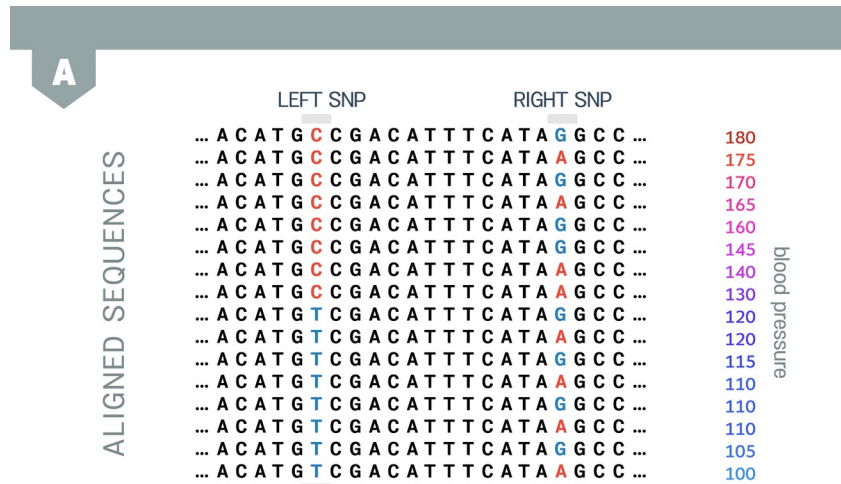 A
LEFT SNP RIGHT SNP
ALIGNED SEQUENCES
... A C A T G C C G A C A T T T C A T A G G C C ... 180
... A C A T G C C G A C A T T T C A T A A G C C ... 175
... A C A T G C C G A C A T T T C A T A G G C C ... 170
... A C A T G C C G A C A T T T C A T A A G C C ... 165
... A C A T G C C G A C A T T T C A T A G G C C ... 160
... A C A T G C C G A C A T T T C A T A G G C C ... 145
... A C A T G C C G A C A T T T C A T A A G C C ... 140
... A C A T G C C G A C A T T T C A T A A G C C ... 130
... A C A T G T C G A C A T T T C A T A G G C C ... 120
... A C A T G T C G A C A T T T C A T A A G C C ... 120
... A C A T G T C G A C A T T T C A T A G G C C ... 115
... A C A T G T C G A C A T T T C A T A A G C C ... 110
... A C A T G T C G A C A T T T C A T A G G C C ... 110
... A C A T G T C G A C A T T T C A T A A G C C ... 110
... A C A T G T C G A C A T T T C A T A G G C C ... 105
... A C A T G T C G A C A T T T C A T A A G C C ... 100
blood pressure